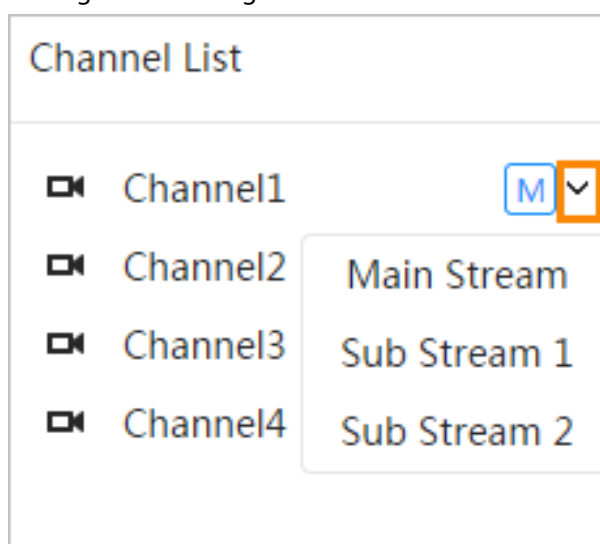 Channel List
Channel1 M
Channel2
Main Stream
Channel3
Sub Stream 1
Channel4
Sub Stream 2